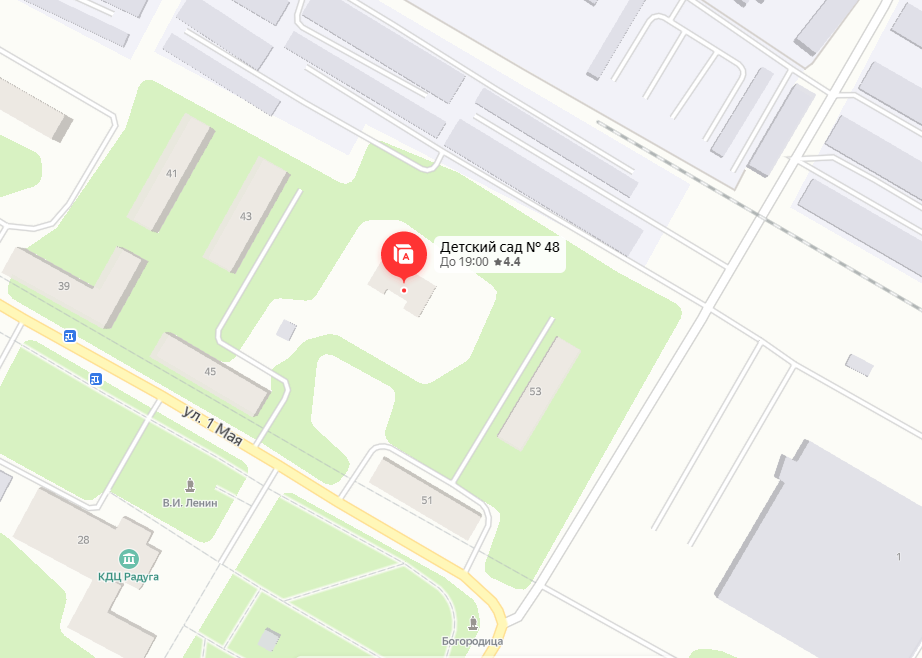 41
43
Детский сад № 48
До 19:00 ★4.4
39
45
53
ул. 1 Мая
В.И. Ленин
51
28
1
КДЦ Радуга
Богородица